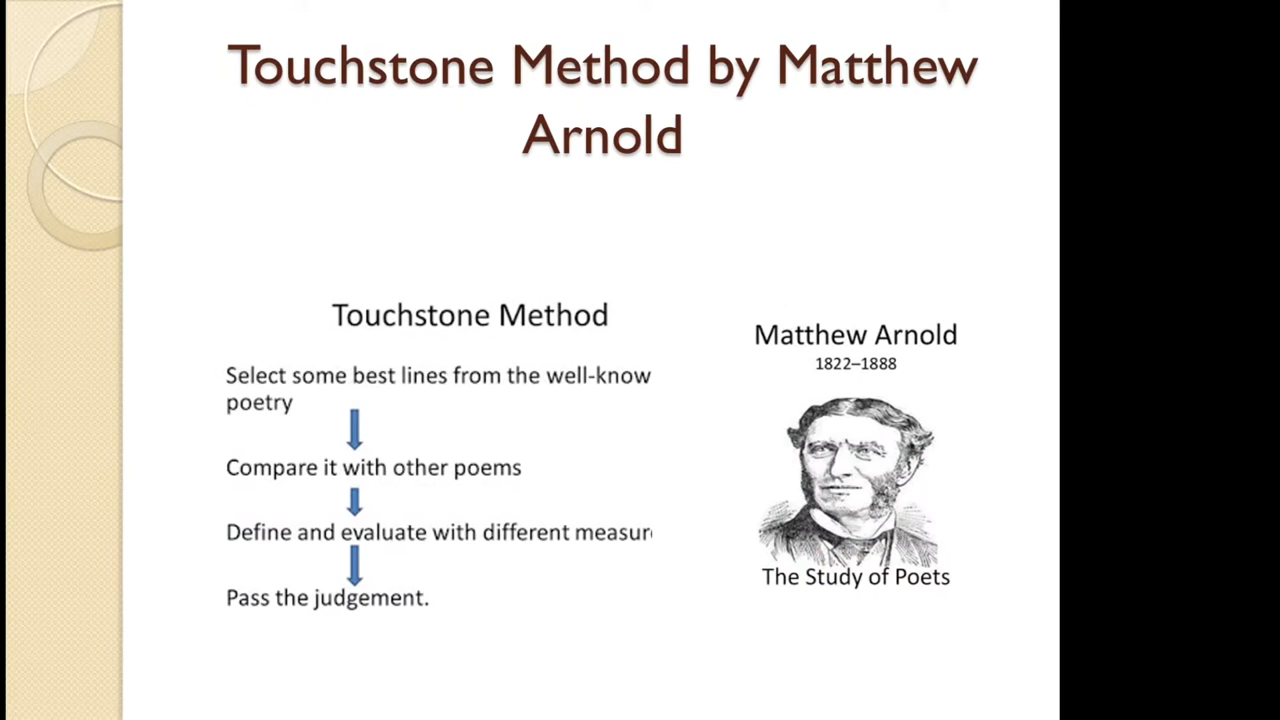 Touchstone Method by Matthew
Arnold
Touchstone Method
Select some best lines from the well-know
poetry
Compare it with other poems
Define and evaluate with different measur
Pass the judgement.
Matthew Arnold
1822–1888
The Study of Poets